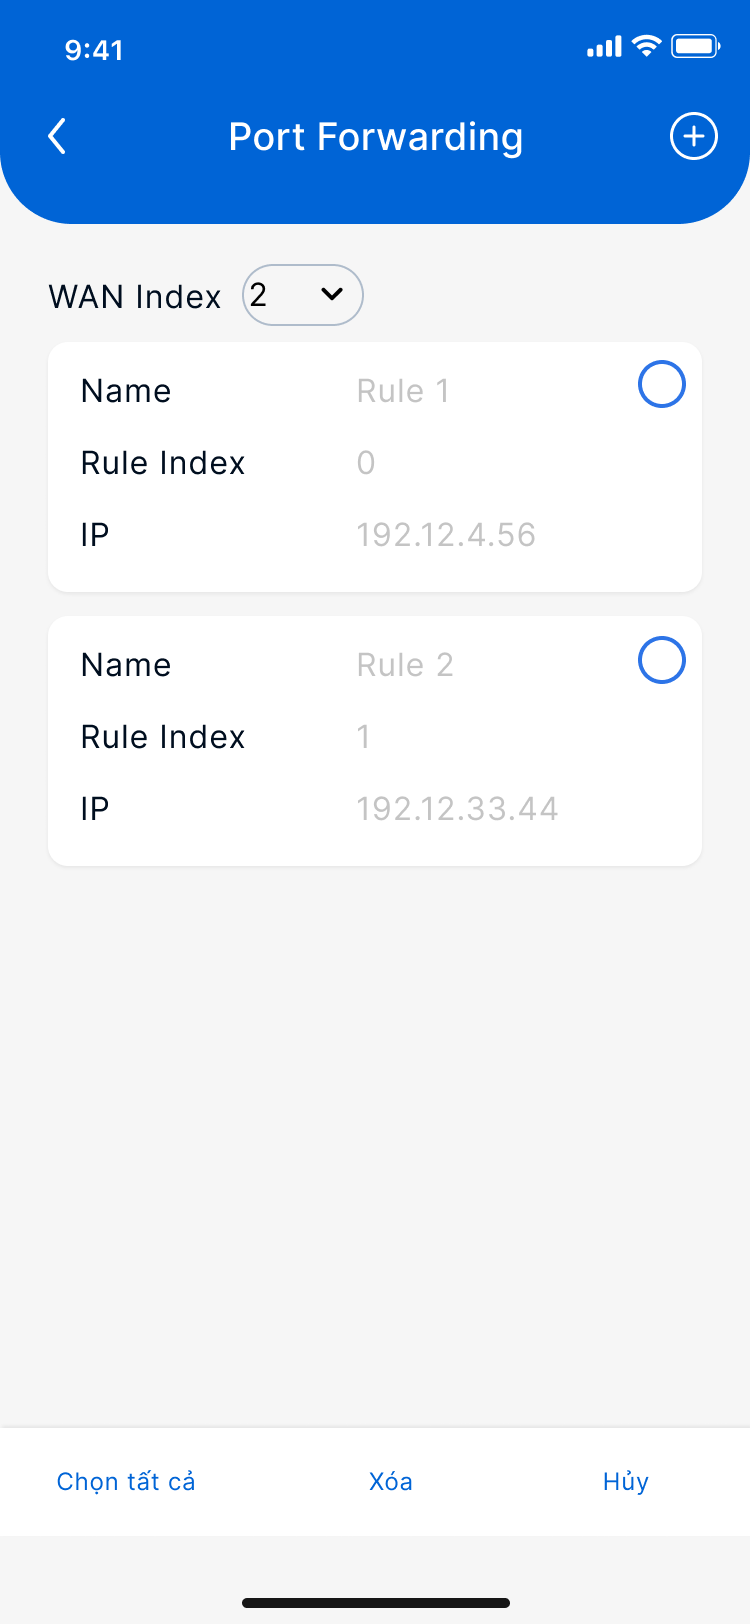 9:41
Port Forwarding
WAN Index 2
Name Rule 1
Rule Index 0
IP 192.12.4.56
Name Rule 2
Rule Index 1
IP 192.12.33.44
Chọn tất cả Xóa Hủy